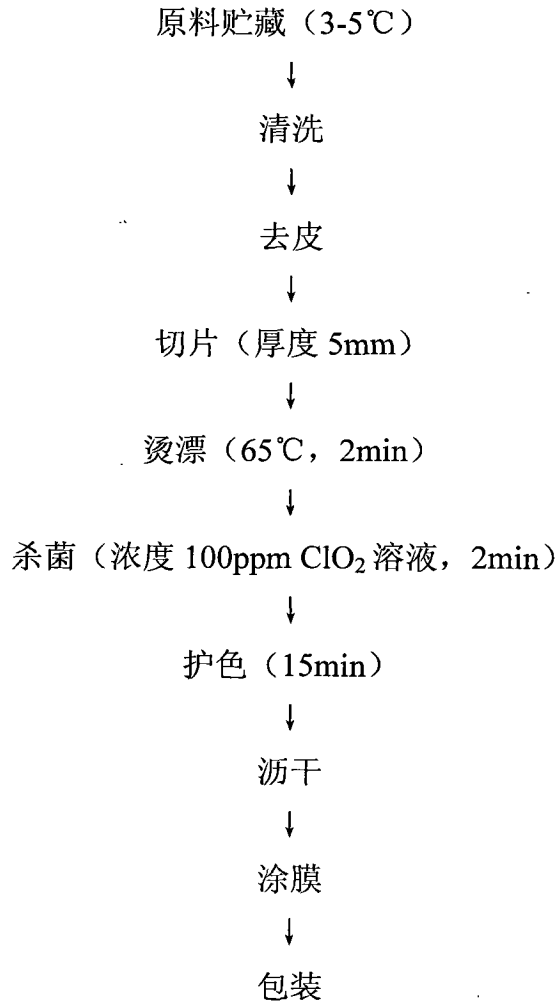 原料贮藏（3-5℃）
↓
清洗
↓
去皮
↓
切片（厚度 5mm）
↓
烫漂（65℃，2min）
↓
杀菌（浓度 100ppm ClO₂ 溶液，2min）
↓
护色（15min）
↓
沥干
↓
涂膜
↓
包装